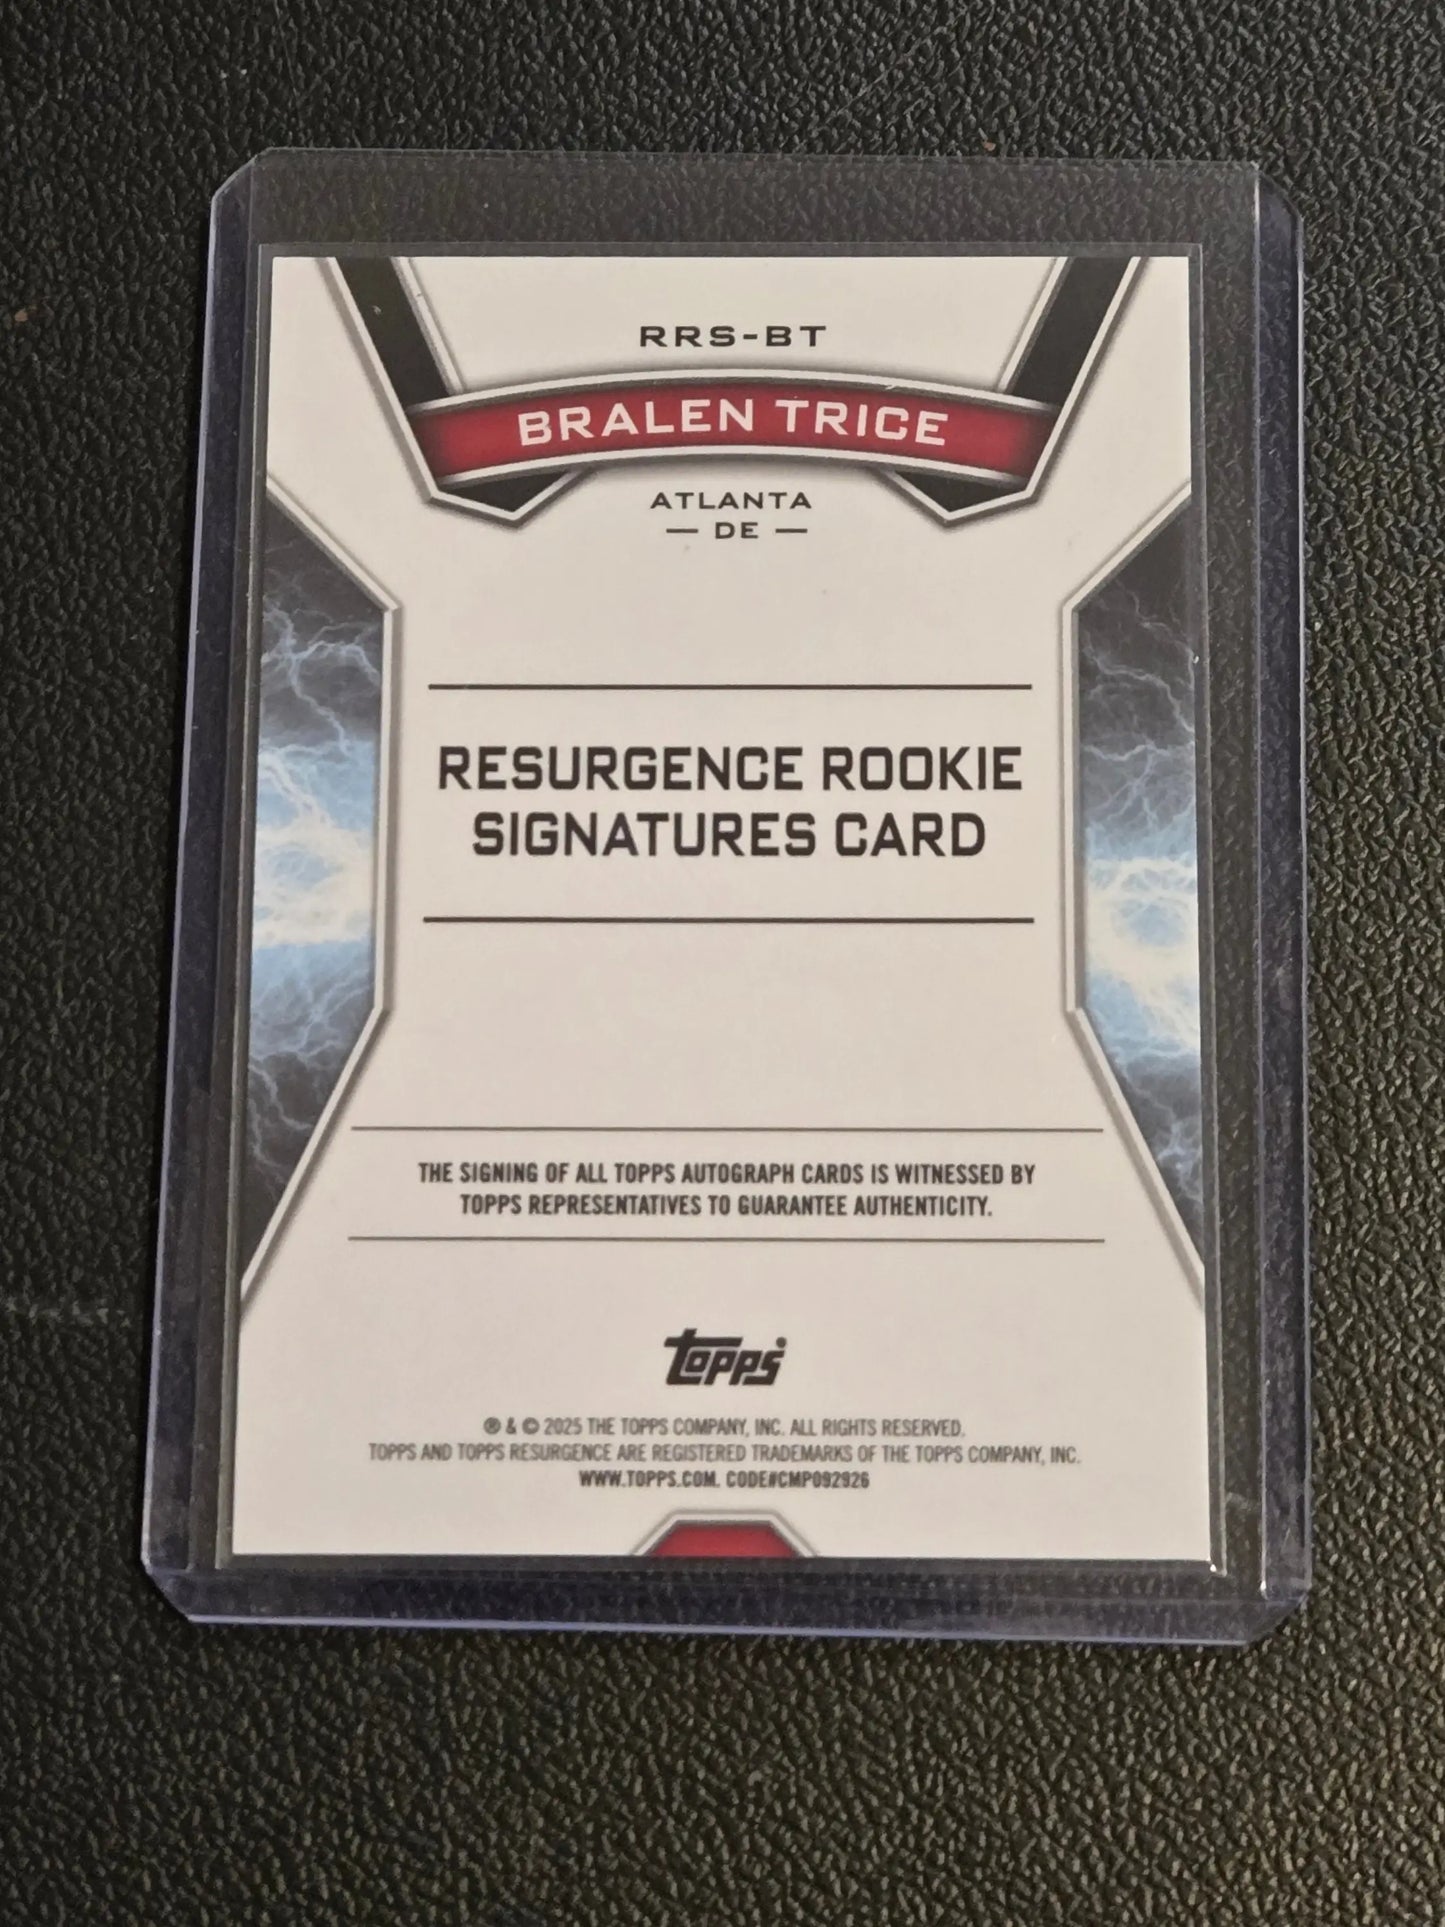 RRS-BT
BRALEN TRICE
ATLANTA
— DE —
RESURGENCE ROOKIE
SIGNATURES CARD
THE SIGNING OF ALL TOPPS AUTOGRAPH CARDS IS WITNESSED BY
TOPPS REPRESENTATIVES TO GUARANTEE AUTHENTICITY.
topps
® & © 2025 THE TOPPS COMPANY, INC. ALL RIGHTS RESERVED.
TOPPS AND TOPPS RESURGENCE ARE REGISTERED TRADEMARKS OF THE TOPPS COMPANY, INC.
WWW.TOPPS.COM. CODE#CMP092926